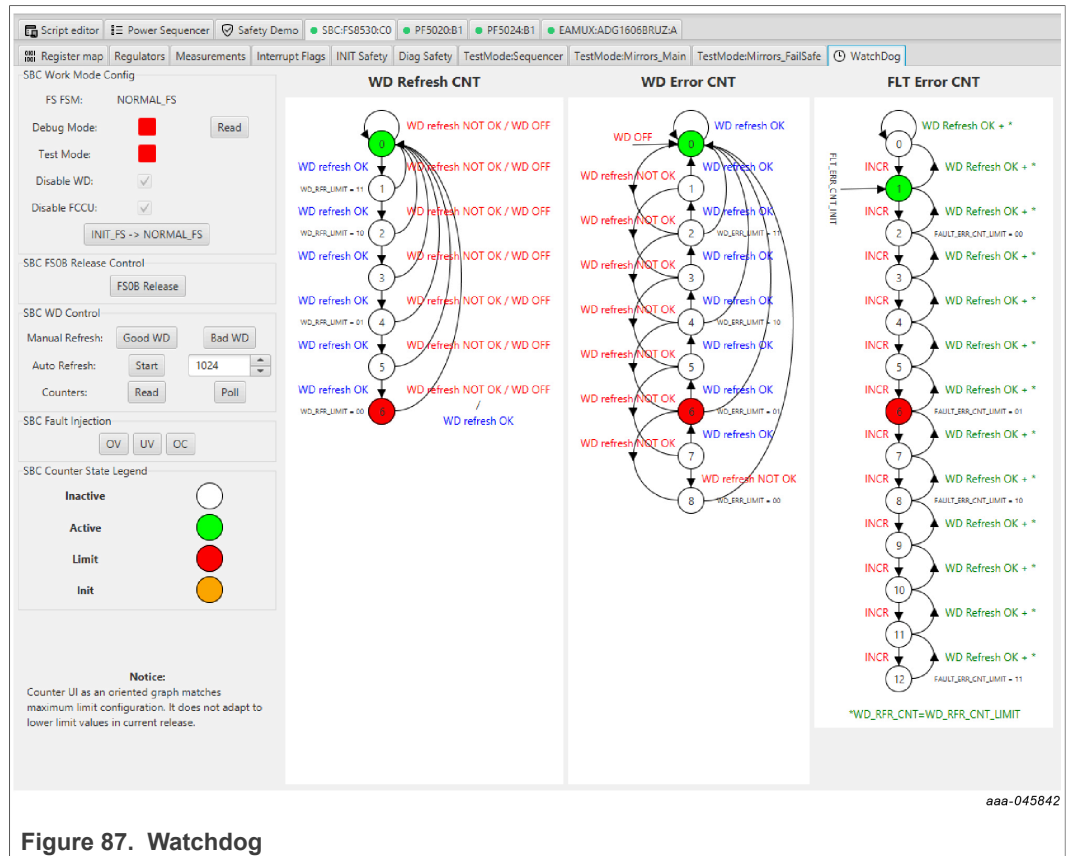 Script editor Power Sequencer Safety Demo SBC:FS8530:C0 PF5020:B1 PF5024:B1 EAMUX:ADG1606BRUZ:A
Register map Regulators Measurements Interrupt Flags INIT Safety Diag Safety TestMode:Sequencer TestMode:Mirrors_Main TestMode:Mirrors_FailSafe WatchDog
SBC Work Mode Config
FS FSM: NORMAL_FS
Debug Mode: Read
Test Mode:
Disable WD:
Disable FCCU:
INIT_FS -> NORMAL_FS
SBC FS0B Release Control
FS0B Release
SBC WD Control
Manual Refresh: Good WD Bad WD
Auto Refresh: Start 1024
Counters: Read Poll
SBC Fault Injection
OV UV OC
SBC Counter State Legend
Inactive
Active
Limit
Init
Notice:
Counter UI as an oriented graph matches
maximum limit configuration. It does not adapt to
lower limit values in current release.
WD Refresh CNT
WD refresh NOT OK / WD OFF
0
WD refresh OK WD refresh NOT OK / WD OFF
WD_RFR_LIMIT = 11 1
WD refresh OK WD refresh NOT OK / WD OFF
WD_RFR_LIMIT = 10 2
WD refresh OK WD refresh NOT OK / WD OFF
3
WD refresh OK WD refresh NOT OK / WD OFF
WD_RFR_LIMIT = 01 4
WD refresh OK WD refresh NOT OK / WD OFF
5
WD refresh OK WD refresh NOT OK / WD OFF
WD_RFR_LIMIT = 00 6 /
WD refresh OK
WD Error CNT
WD refresh OK
WD OFF 0
WD refresh OK
WD refresh NOT OK
1
WD refresh OK
WD refresh NOT OK
2 WD_ERR_LIMIT = 11
WD refresh OK
WD refresh NOT OK
3
WD refresh OK
WD refresh NOT OK
4 WD_ERR_LIMIT = 10
WD refresh OK
WD refresh NOT OK
5
WD refresh OK
WD refresh NOT OK
6 WD_ERR_LIMIT = 01
WD refresh OK
WD refresh NOT OK
7
WD refresh NOT OK
8 WD_ERR_LIMIT = 00
FLT Error CNT
WD Refresh OK + *
0
INCR WD Refresh OK + *
FLT_ERR_CNT_INIT
1
INCR WD Refresh OK + *
2 FAULT_ERR_CNT_LIMIT = 00
INCR WD Refresh OK + *
3
INCR WD Refresh OK + *
4
INCR WD Refresh OK + *
5
INCR WD Refresh OK + *
6 FAULT_ERR_CNT_LIMIT = 01
INCR WD Refresh OK + *
7
INCR WD Refresh OK + *
8 FAULT_ERR_CNT_LIMIT = 10
INCR WD Refresh OK + *
9
INCR WD Refresh OK + *
10
INCR WD Refresh OK + *
11
INCR WD Refresh OK + *
12 FAULT_ERR_CNT_LIMIT = 11
*WD_RFR_CNT=WD_RFR_CNT_LIMIT
aaa-045842
Figure 87. Watchdog